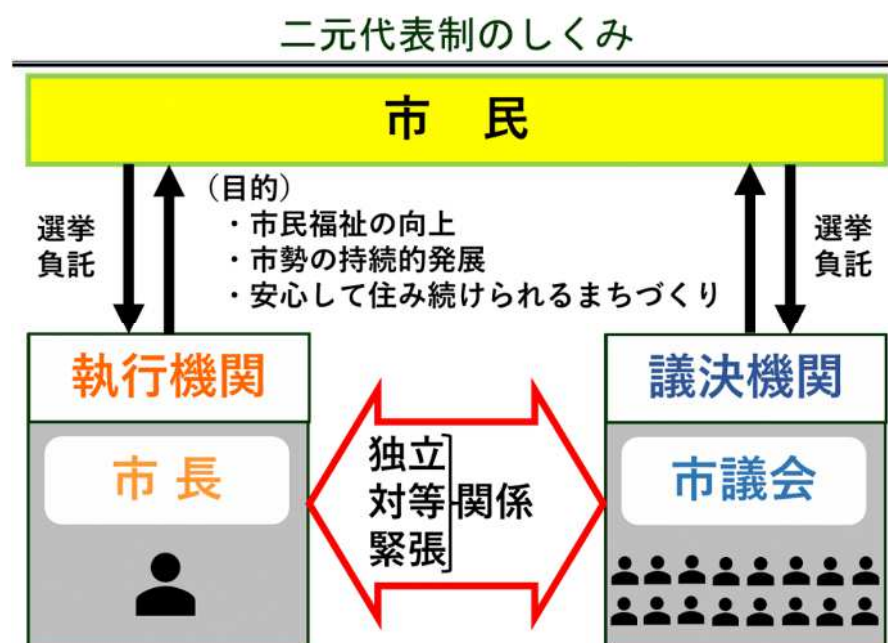 二元代表制のしくみ
市 民
選挙
負託
(目的)
・市民福祉の向上
・市勢の持続的発展
・安心して住み続けられるまちづくり
選挙
負託
執行機関
市 長
独立
対等
緊張
関係
議決機関
市議会